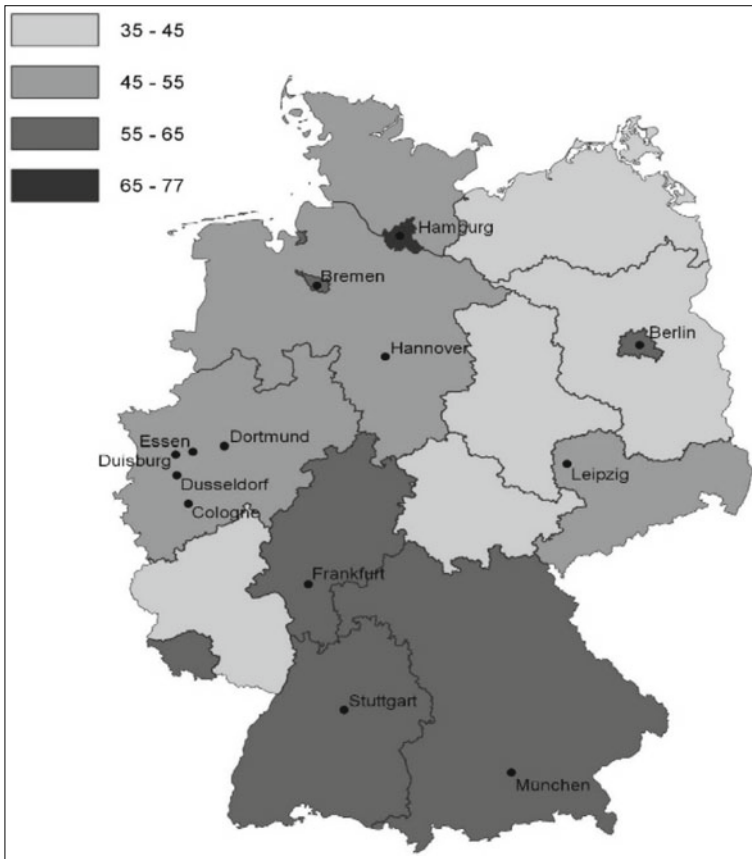 35 - 45
45 - 55
55 - 65
65 - 77
Hamburg
Bremen
Berlin
Hannover
Essen
Dortmund
Duisburg
Leipzig
Dusseldorf
Cologne
Frankfurt
Stuttgart
München